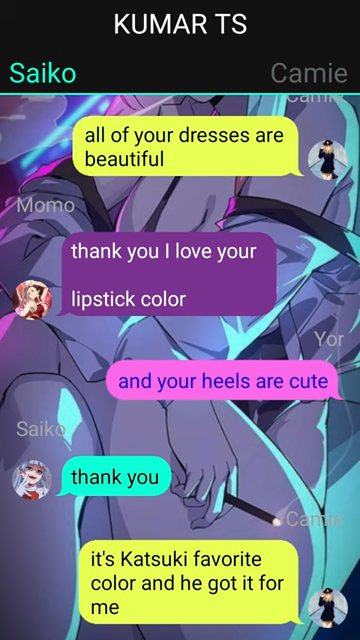 KUMAR TS
Saiko Camie
Camie
all of your dresses are
beautiful
Momo
thank you I love your
lipstick color
Yor
and your heels are cute
Saiko
thank you
Camie
it's Katsuki favorite
color and he got it for
me